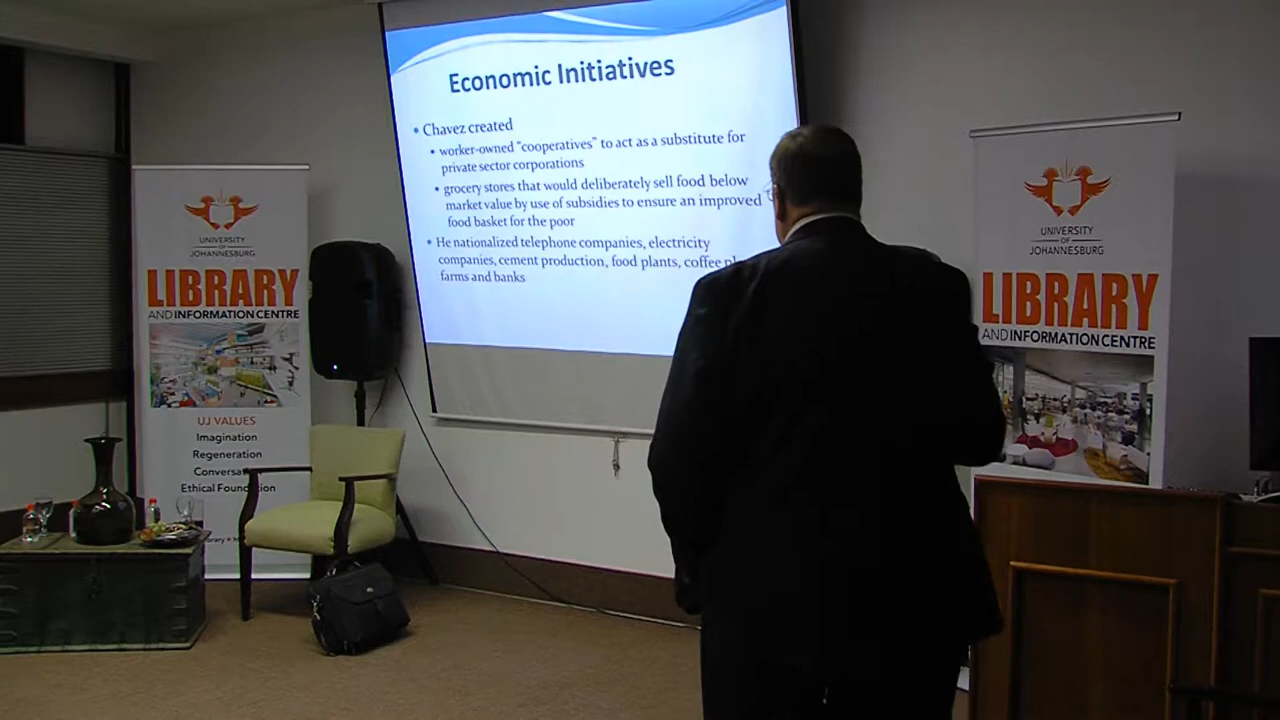 Economic Initiatives
• Chavez created
• worker-owned "cooperatives" to act as a substitute for
private sector corporations
• grocery stores that would deliberately sell food below
market value by use of subsidies to ensure an improved
food basket for the poor
• He nationalized telephone companies, electricity
companies, cement production, food plants, coffee
farms and banks
UNIVERSITY
OF
JOHANNESBURG
LIBRARY
AND INFORMATION CENTRE
UJ VALUES
Imagination
Regeneration
Ethical
UNIVERSITY
OF
JOHANNESBURG
LIBRARY
AND INFORMATION CENTRE